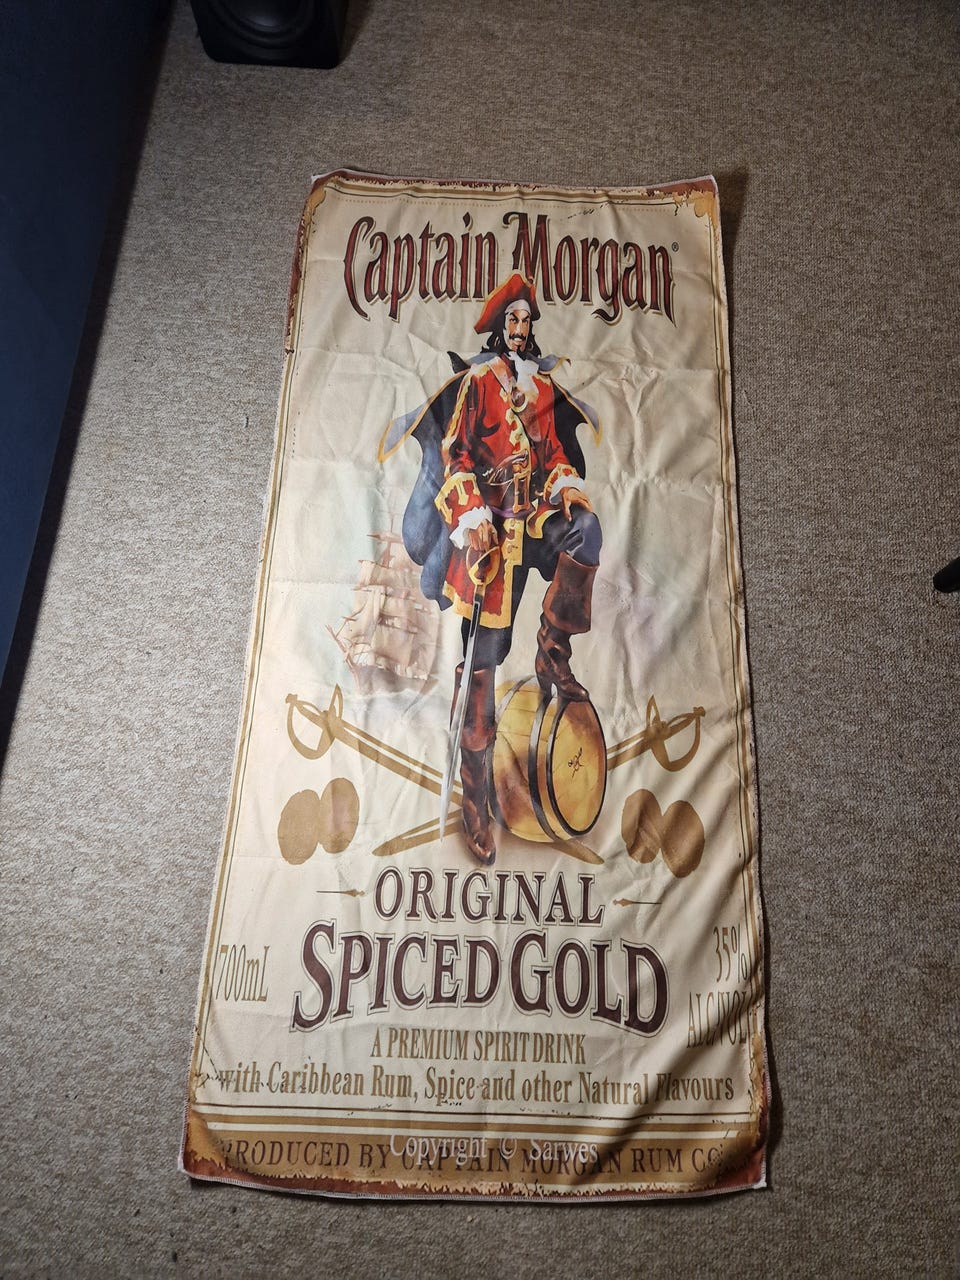 Captain Morgan®
ORIGINAL
SPICED GOLD
700mL
35%
ALC/VOL
A PREMIUM SPIRIT DRINK
with Caribbean Rum, Spice and other Natural Flavours
Copyright © Sarwes
PRODUCED BY CAPTAIN MORGAN RUM CO